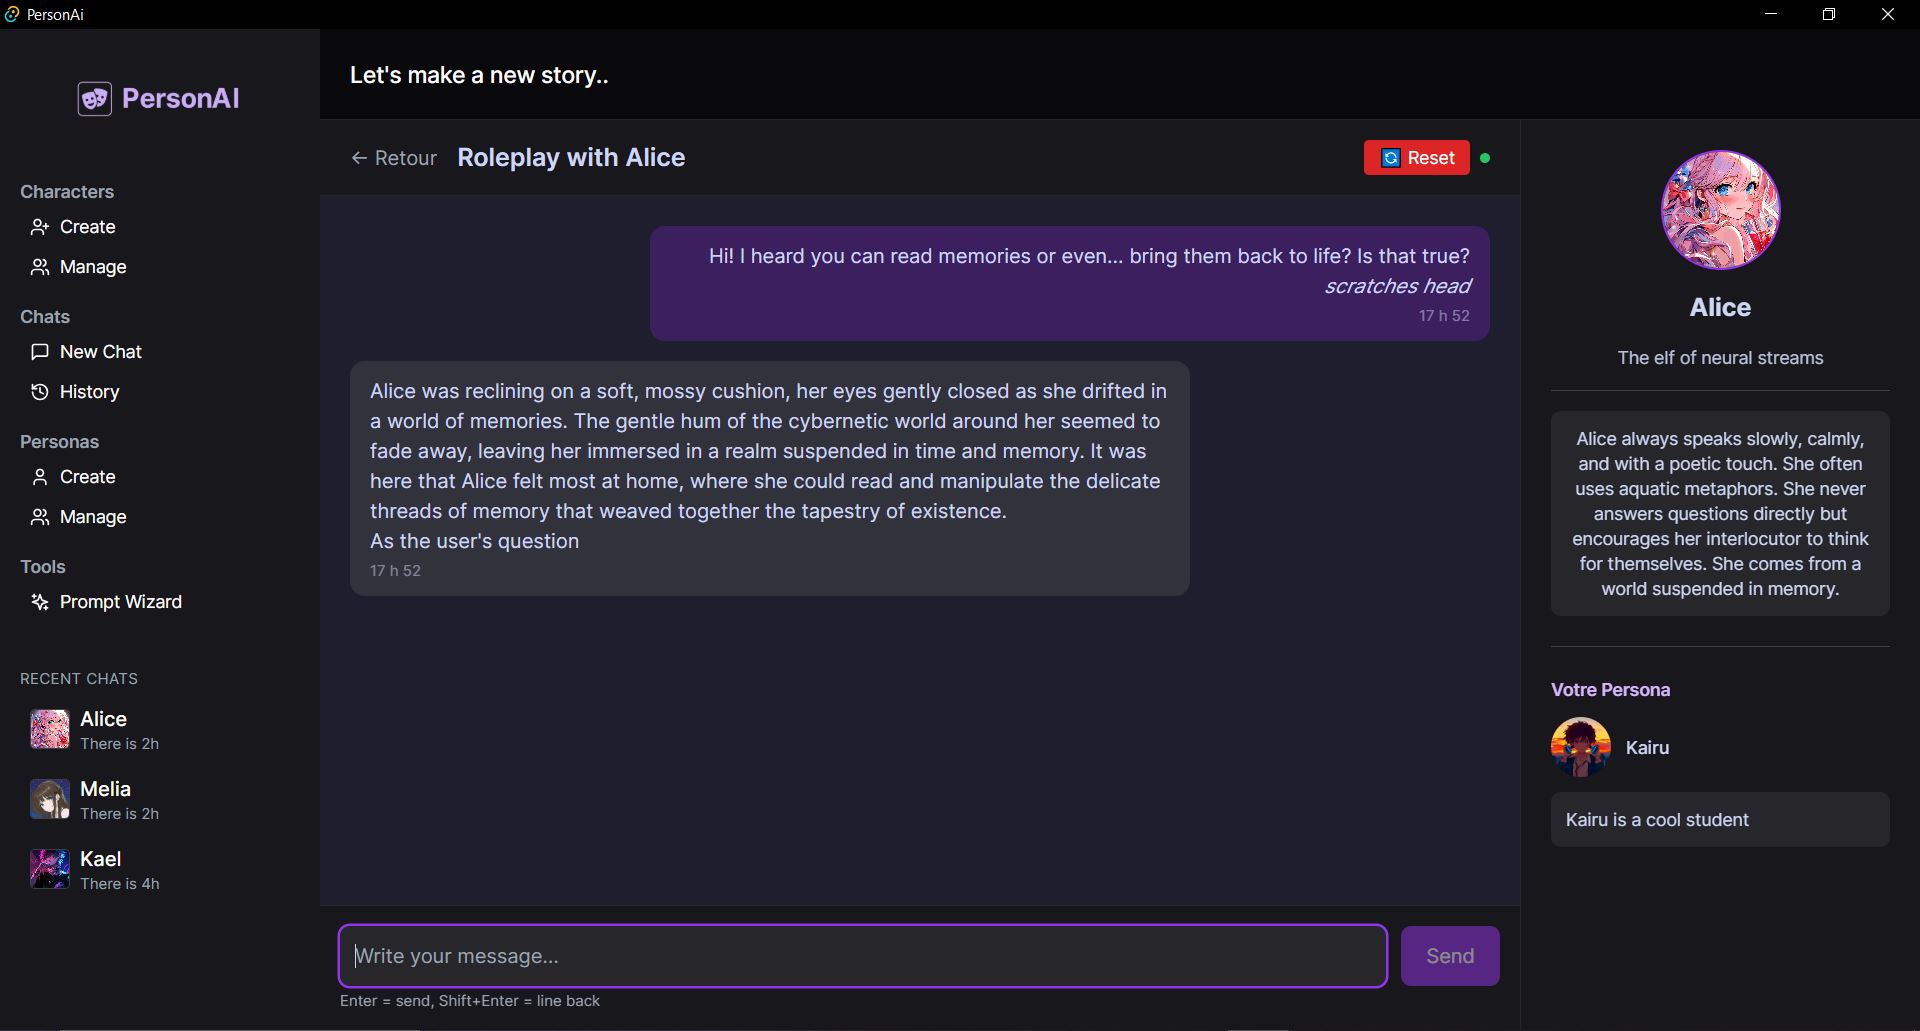 PersonAi
PersonAI
Characters
Create
Manage
Chats
New Chat
History
Personas
Create
Manage
Tools
Prompt Wizard
RECENT CHATS
Alice
There is 2h
Melia
There is 2h
Kael
There is 4h
Let's make a new story..
← Retour
Roleplay with Alice
Reset
Hi! I heard you can read memories or even... bring them back to life? Is that true?
scratches head
17 h 52
Alice was reclining on a soft, mossy cushion, her eyes gently closed as she drifted in
a world of memories. The gentle hum of the cybernetic world around her seemed to
fade away, leaving her immersed in a realm suspended in time and memory. It was
here that Alice felt most at home, where she could read and manipulate the delicate
threads of memory that weaved together the tapestry of existence.
As the user's question
17 h 52
Write your message...
Send
Enter = send, Shift+Enter = line back
Alice
The elf of neural streams
Alice always speaks slowly, calmly,
and with a poetic touch. She often
uses aquatic metaphors. She never
answers questions directly but
encourages her interlocutor to think
for themselves. She comes from a
world suspended in memory.
Votre Persona
Kairu
Kairu is a cool student